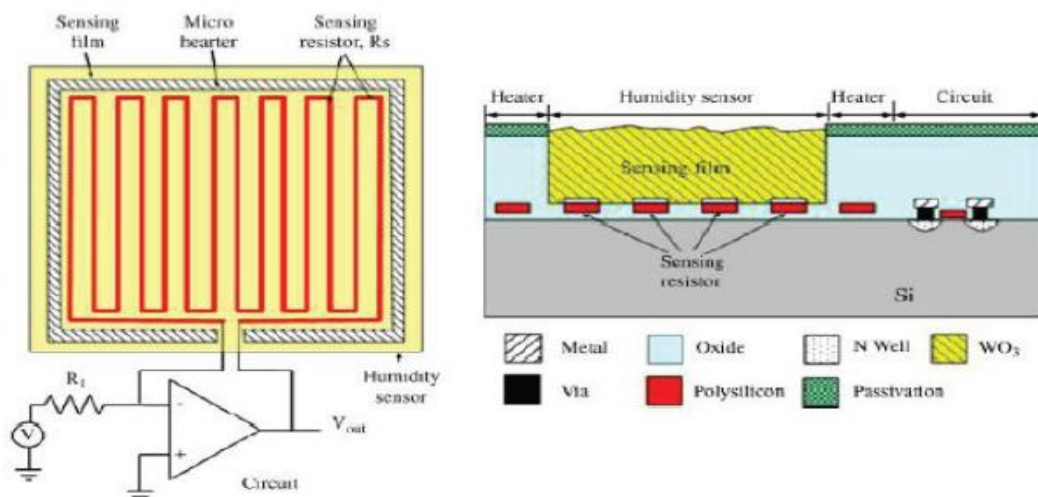 Sensing film
Micro hearter
Sensing resistor, Rs
R1
V
-
+
Vout
Humidity sensor
Circuit
Heater
Humidity sensor
Heater
Circuit
Sensing film
Sensing resistor
Si
Metal
Oxide
N Well
WO3
Via
Polysilicon
Passivation